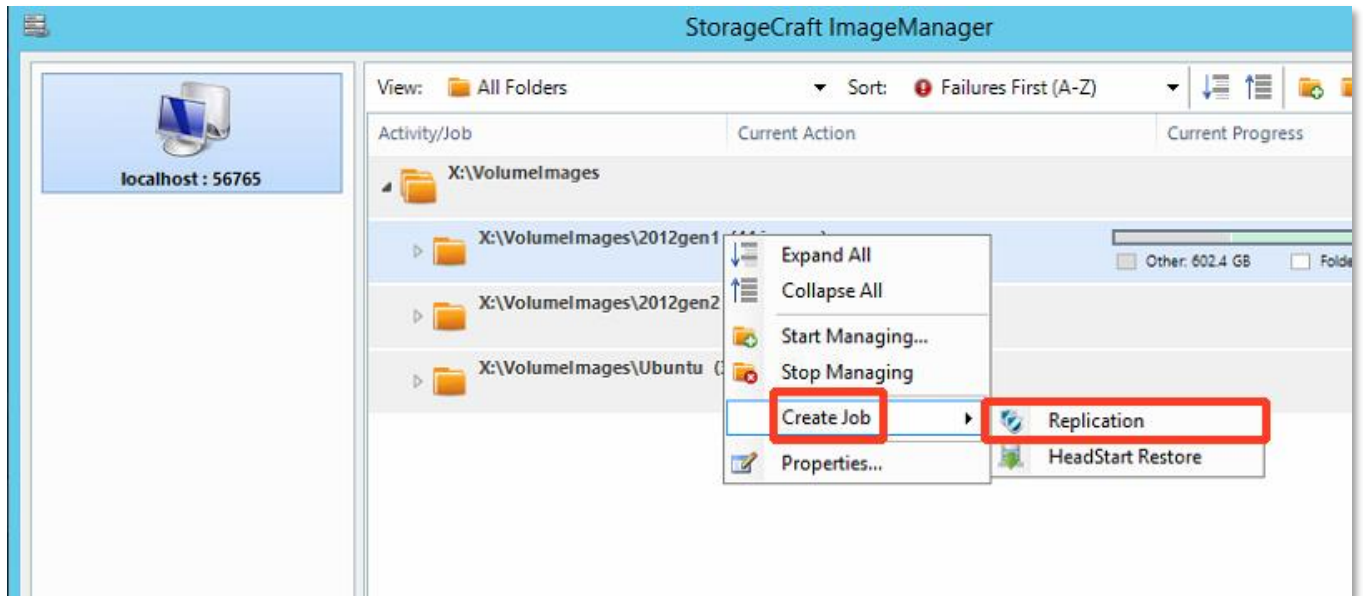 StorageCraft ImageManager
View: All Folders Sort: Failures First (A-Z)
Activity/Job Current Action Current Progress
localhost : 56765
X:\VolumeImages
X:\VolumeImages\2012gen1
Other: 602.4 GB
Expand All
Collapse All
X:\VolumeImages\2012gen2
Start Managing...
X:\VolumeImages\Ubuntu
Stop Managing
Create Job
Replication
Properties...
HeadStart Restore